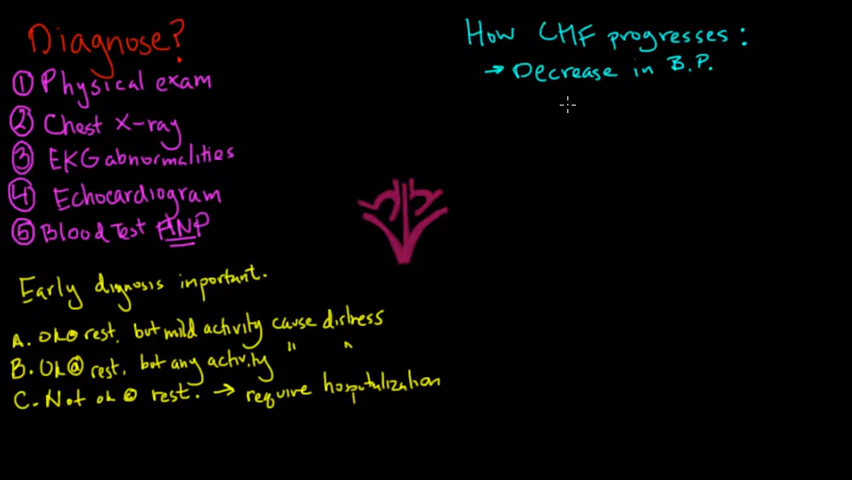 Diagnose?
① Physical exam
② Chest X-ray
③ EKG abnormalities
④ Echocardiogram
⑤ Blood Test ANP
Early dignosis important.
A. Ok @ rest, but mild activity cause distress
B. Ok @ rest, but any activity " "
C. Not ok @ rest. → require hospitulization
How CHF progresses:
→ Decrease in B.P.